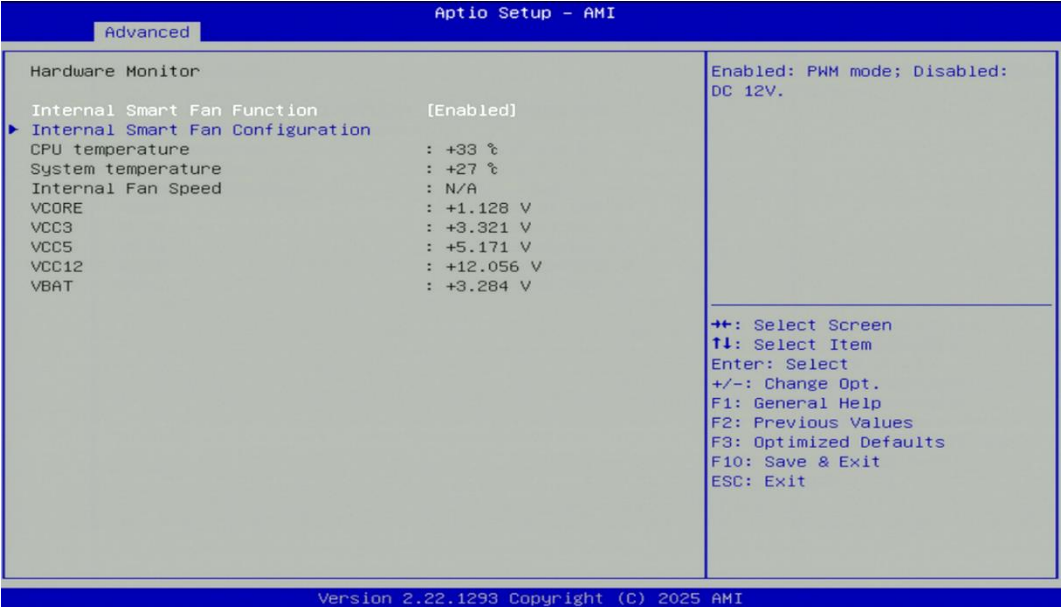 Aptio Setup – AMI
Advanced
Hardware Monitor
Internal Smart Fan Function [Enabled]
▶ Internal Smart Fan Configuration
CPU temperature : +33 ℃
System temperature : +27 ℃
Internal Fan Speed : N/A
VCORE : +1.128 V
VCC3 : +3.321 V
VCC5 : +5.171 V
VCC12 : +12.056 V
VBAT : +3.284 V
Enabled: PWM mode; Disabled:
DC 12V.
→←: Select Screen
↑↓: Select Item
Enter: Select
+/-: Change Opt.
F1: General Help
F2: Previous Values
F3: Optimized Defaults
F10: Save & Exit
ESC: Exit
Version 2.22.1293 Copyright (C) 2025 AMI